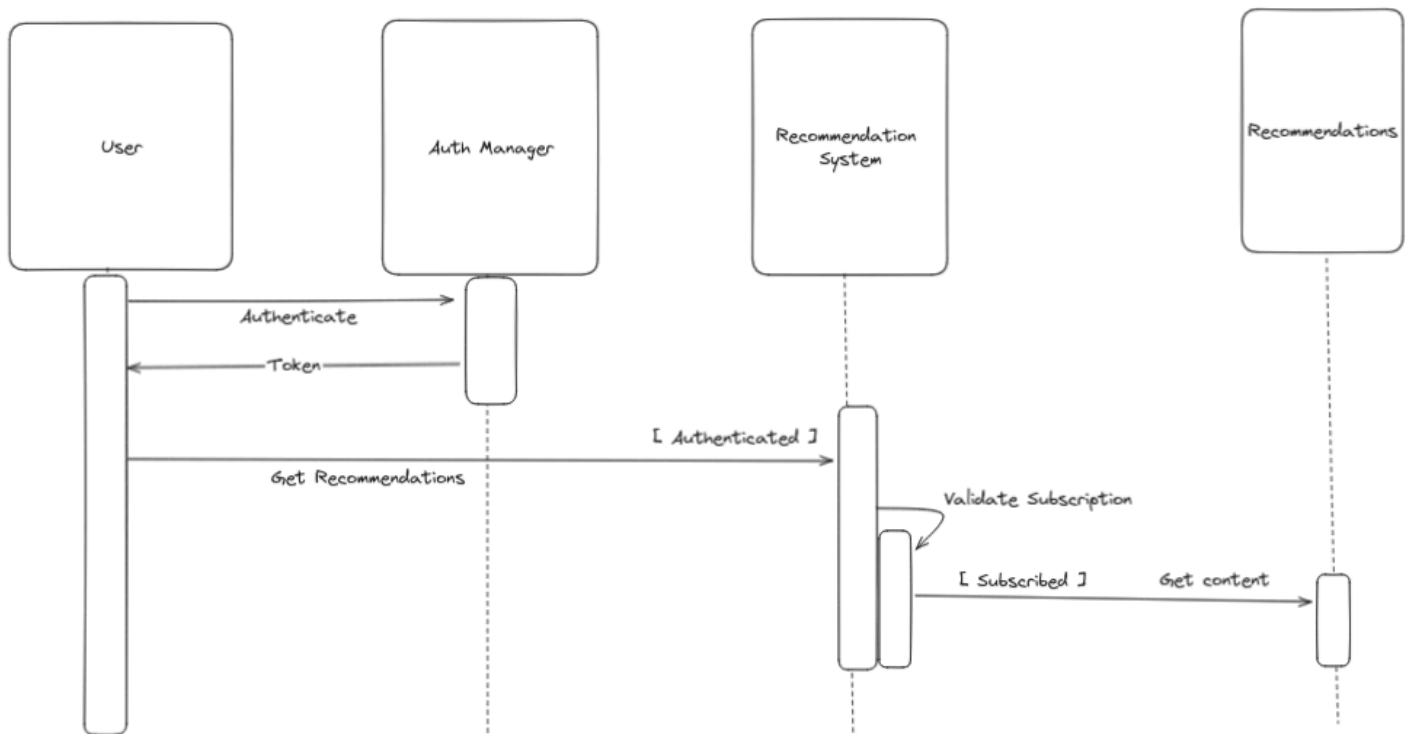 User
Auth Manager
Recommendation
System
Recommendations
Authenticate
Token
[ Authenticated ]
Get Recommendations
Validate Subscription
[ Subscribed ]
Get content